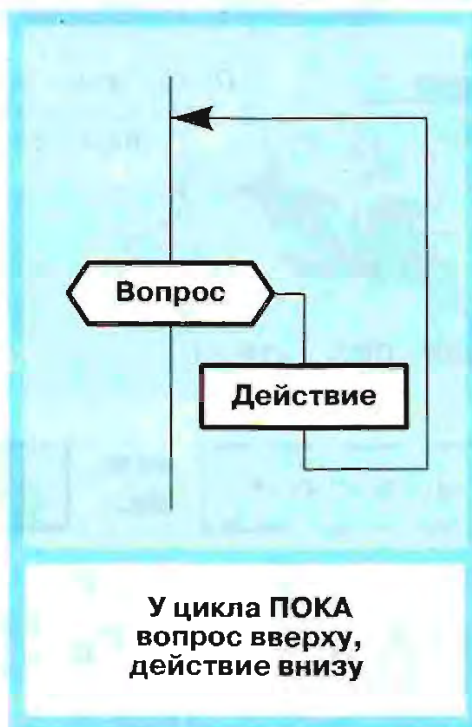 Вопрос
Действие
У цикла ПОКА
вопрос вверху,
действие внизу